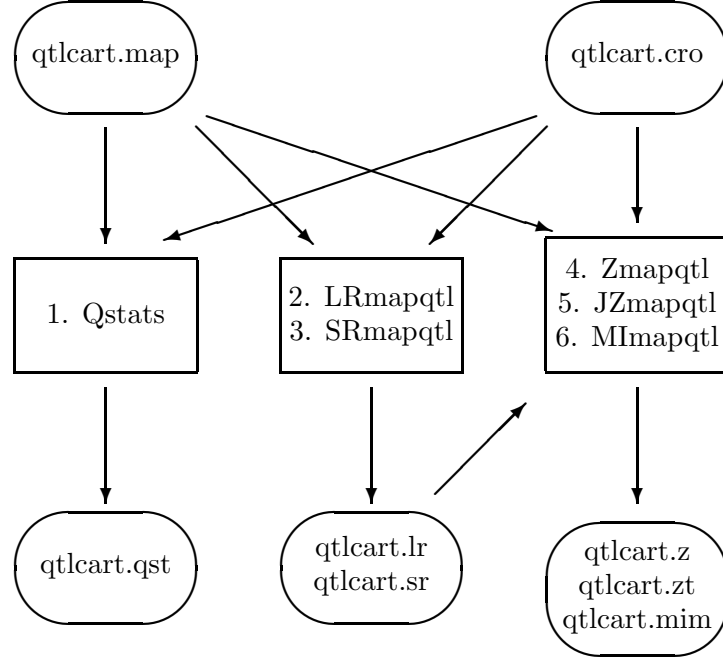 qtlcart.map
qtlcart.cro
1. Qstats
2. LRmapqtl
3. SRmapqtl
4. Zmapqtl
5. JZmapqtl
6. MImapqtl
qtlcart.qst
qtlcart.lr
qtlcart.sr
qtlcart.z
qtlcart.zt
qtlcart.mim